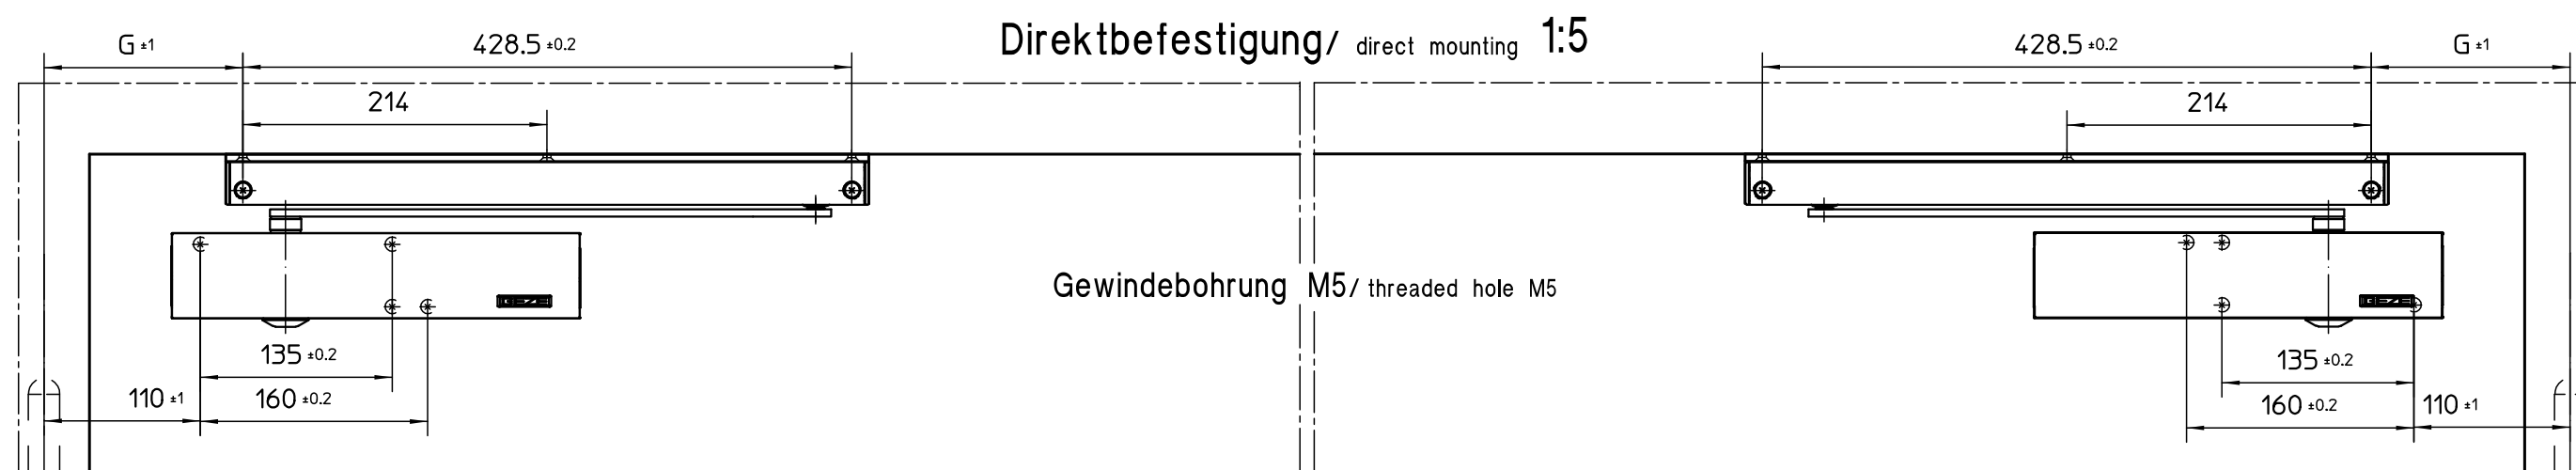 Direktbefestigung/ direct mounting 1:5
G ±1
428.5 ±0.2
428.5 ±0.2
G ±1
214
214
Gewindebohrung M5/ threaded hole M5
GEZE
GEZE
135 ±0.2
135 ±0.2
110 ±1
160 ±0.2
160 ±0.2
110 ±1